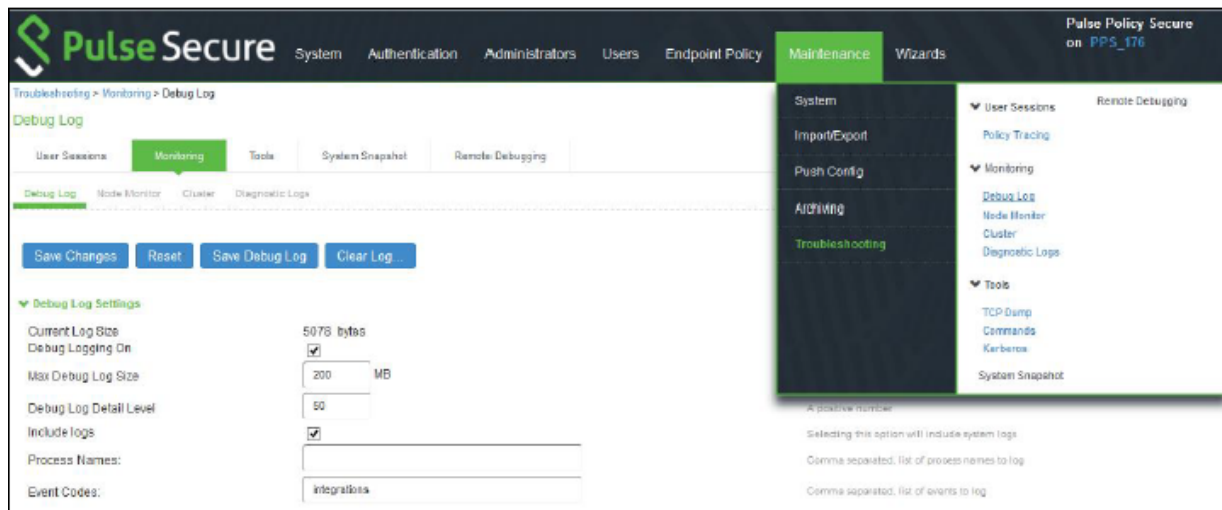 Pulse Secure
System Authentication Administrators Users Endpoint Policy Maintenance Wizards
Pulse Policy Secure
on PPS_176
Troubleshooting > Monitoring > Debug Log
Debug Log
User Sessions Monitoring Tools System Snapshot Remote Debugging
Debug Log Node Monitor Cluster Diagnostic Logs
Save Changes Reset Save Debug Log Clear Log...
Debug Log Settings
Current Log Size 5078 bytes
Debug Logging On
Max Debug Log Size 200 MB
Debug Log Detail Level 50 A positive number
Include logs Selecting this option will include system logs
Process Names: Comma separated, list of process names to log
Event Codes: integrations Comma separated, list of events to log
System
Import/Export
Push Config
Archiving
Troubleshooting
User Sessions
Policy Tracing
Monitoring
Debug Log
Node Monitor
Cluster
Diagnostic Logs
Tools
TCP Dump
Commands
Kerberos
System Snapshot
Remote Debugging